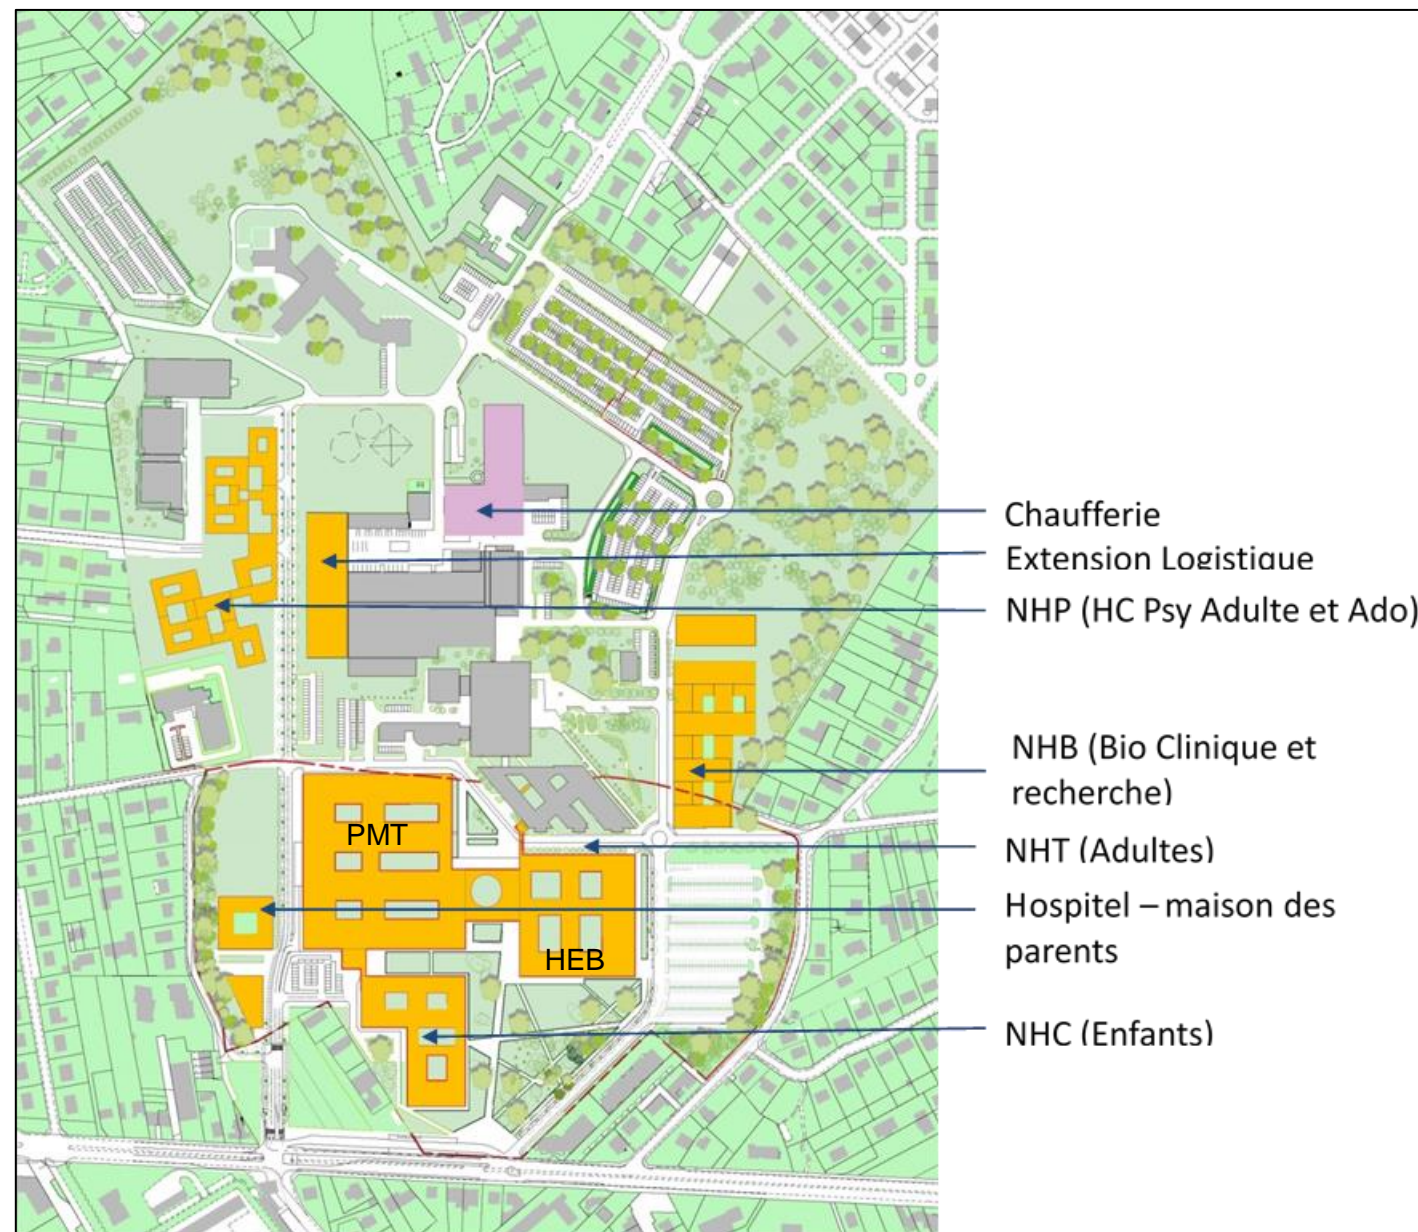 Chaufferie
Extension Logistique
NHP (HC Psy Adulte et Ado)
NHB (Bio Clinique et
recherche)
NHT (Adultes)
Hospitel – maison des
parents
NHC (Enfants)
PMT
HEB